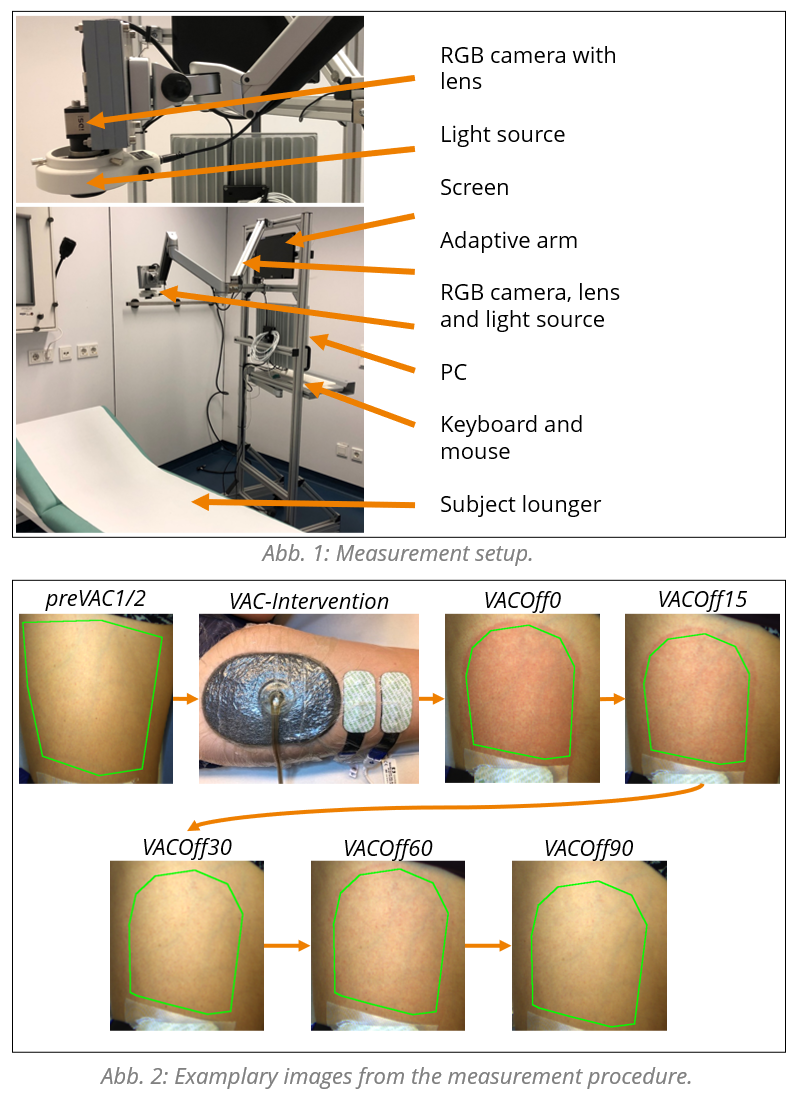 RGB camera with
lens
Light source
Screen
Adaptive arm
RGB camera, lens
and light source
PC
Keyboard and
mouse
Subject lounger
Abb. 1: Measurement setup.
preVAC1/2
VAC-Intervention
VACOff0
VACOff15
VACOff30
VACOff60
VACOff90
Abb. 2: Examplary images from the measurement procedure.